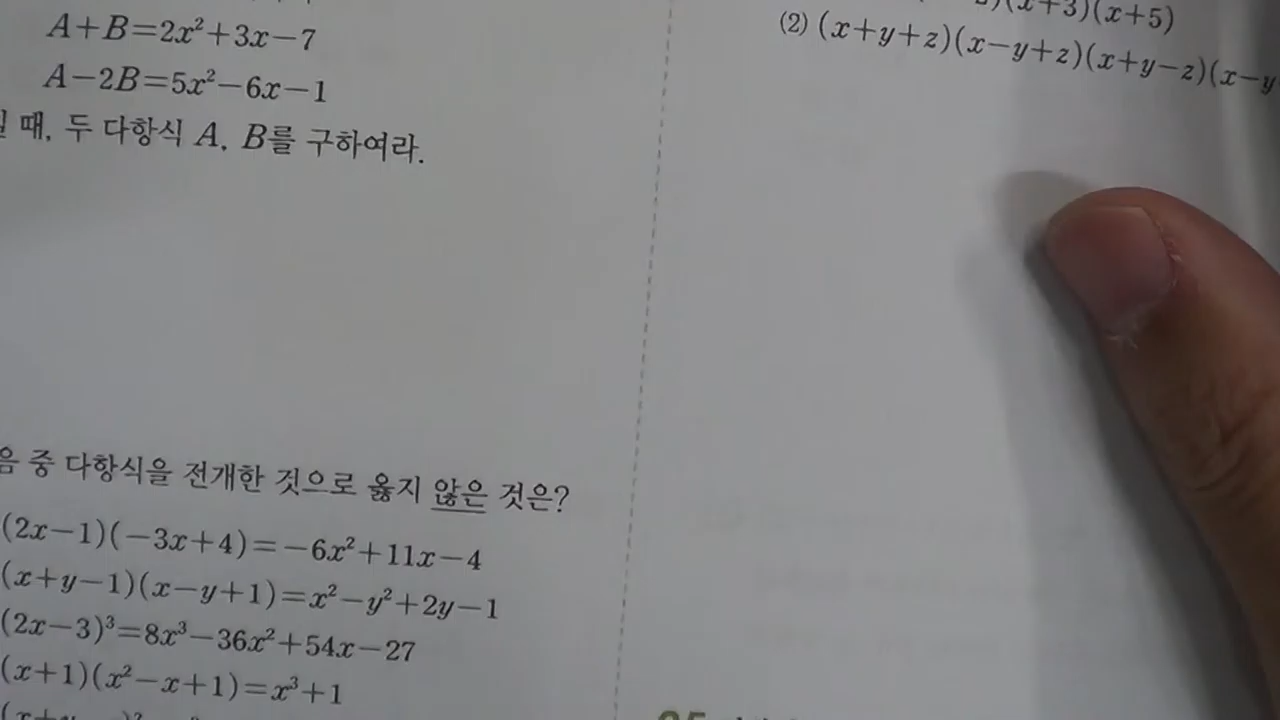 A+B=2x²+3x-7
A-2B=5x²-6x-1
때, 두 다항식 A, B를 구하여라.
중 다항식을 전개한 것으로 옳지 않은 것은?
(2x-1)(-3x+4)=-6x²+11x-4
(x+y-1)(x-y+1)=x²-y²+2y-1
(2x-3)³=8x³-36x²+54x-27
(x+1)(x²-x+1)=x³+1
(x+3)(x+5)
(2) (x+y+z)(x-y+z)(x+y-z)(x-y